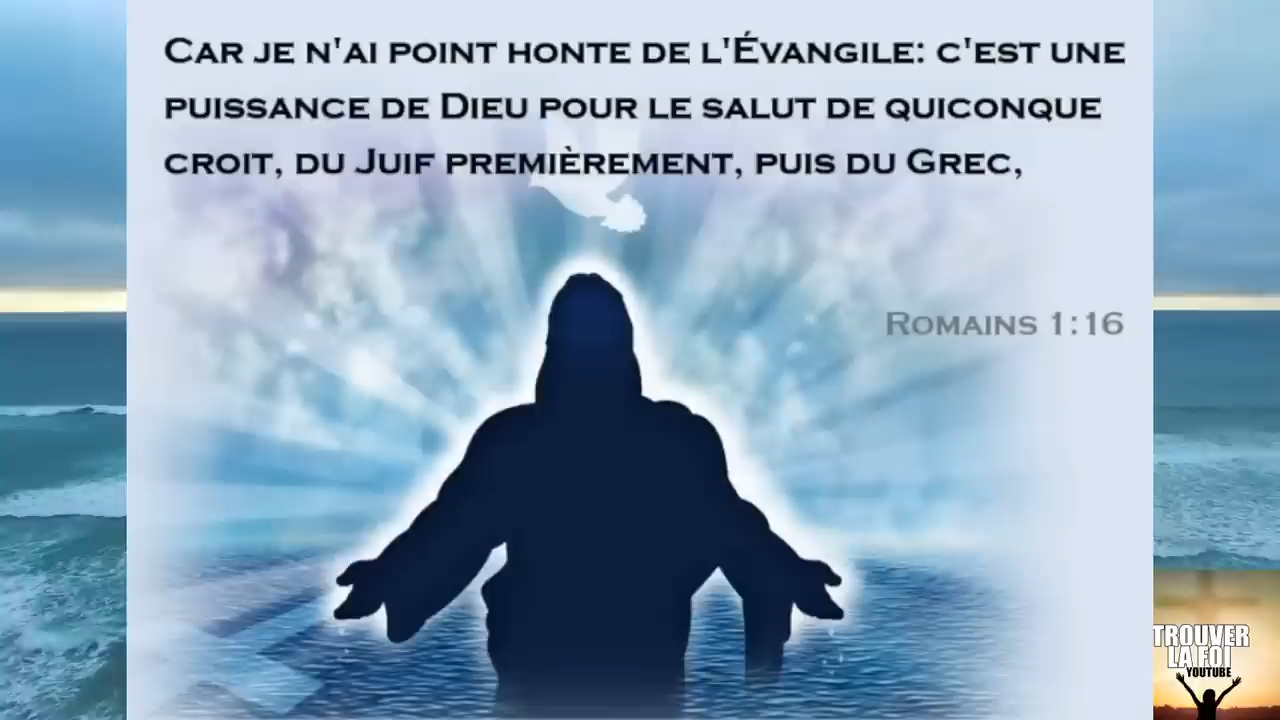 Car je n'ai point honte de l'Évangile: c'est une
puissance de Dieu pour le salut de quiconque
croit, du Juif premièrement, puis du Grec,
Romains 1:16
TROUVER
LA FOI
YOUTUBE